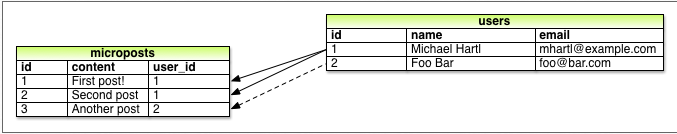 users
id name email
1 Michael Hartl mhartl@example.com
2 Foo Bar foo@bar.com
microposts
id content user_id
1 First post! 1
2 Second post 1
3 Another post 2